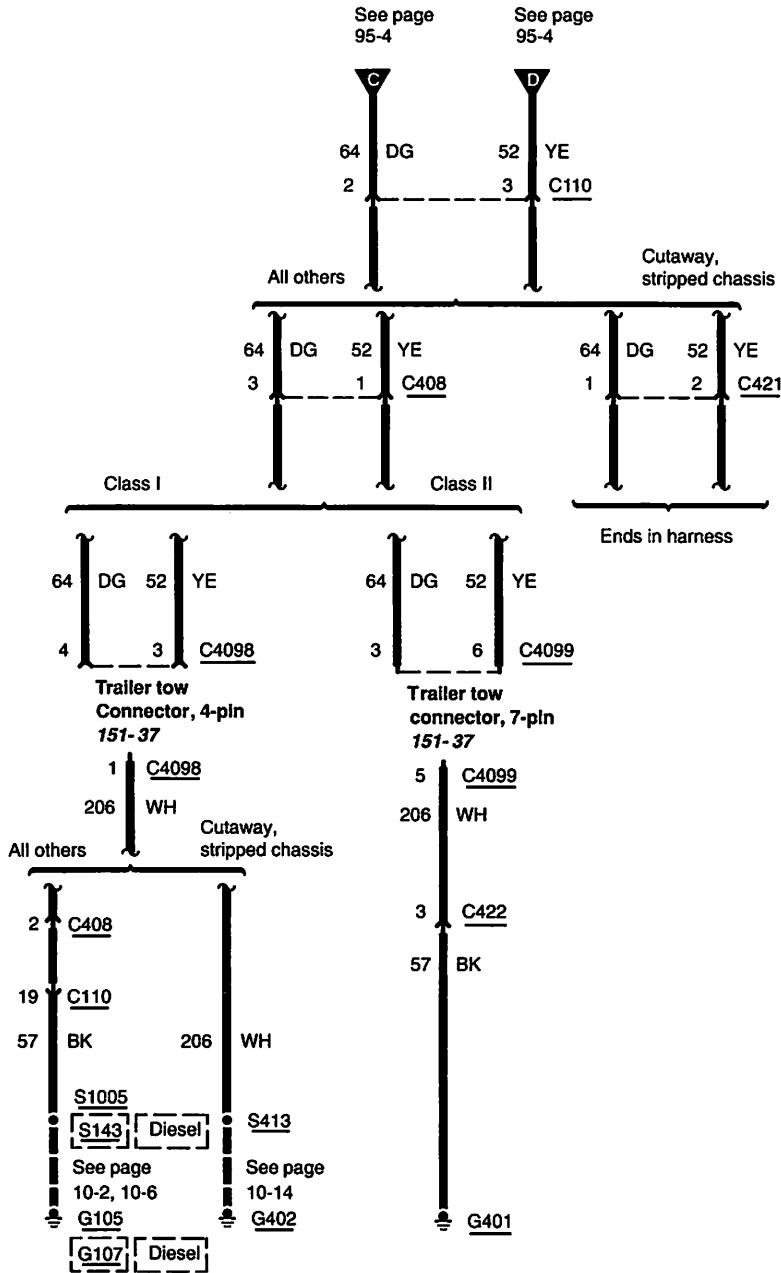 See page
95-4
See page
95-4
C
D
64 DG
52 YE
2
3 C110
All others
Cutaway,
stripped chassis
64 DG
52 YE
64 DG
52 YE
3
1 C408
1
2 C421
Class I
Class II
Ends in harness
64 DG
52 YE
64 DG
52 YE
4
3 C4098
3
6 C4099
Trailer tow
Connector, 4-pin
151-37
Trailer tow
connector, 7-pin
151-37
1 C4098
5 C4099
206 WH
206 WH
All others
Cutaway,
stripped chassis
2 C408
3 C422
57 BK
19 C110
57 BK
206 WH
S1005
S143 Diesel
S413
See page
10-2, 10-6
See page
10-14
G105
G402
G401
G107 Diesel